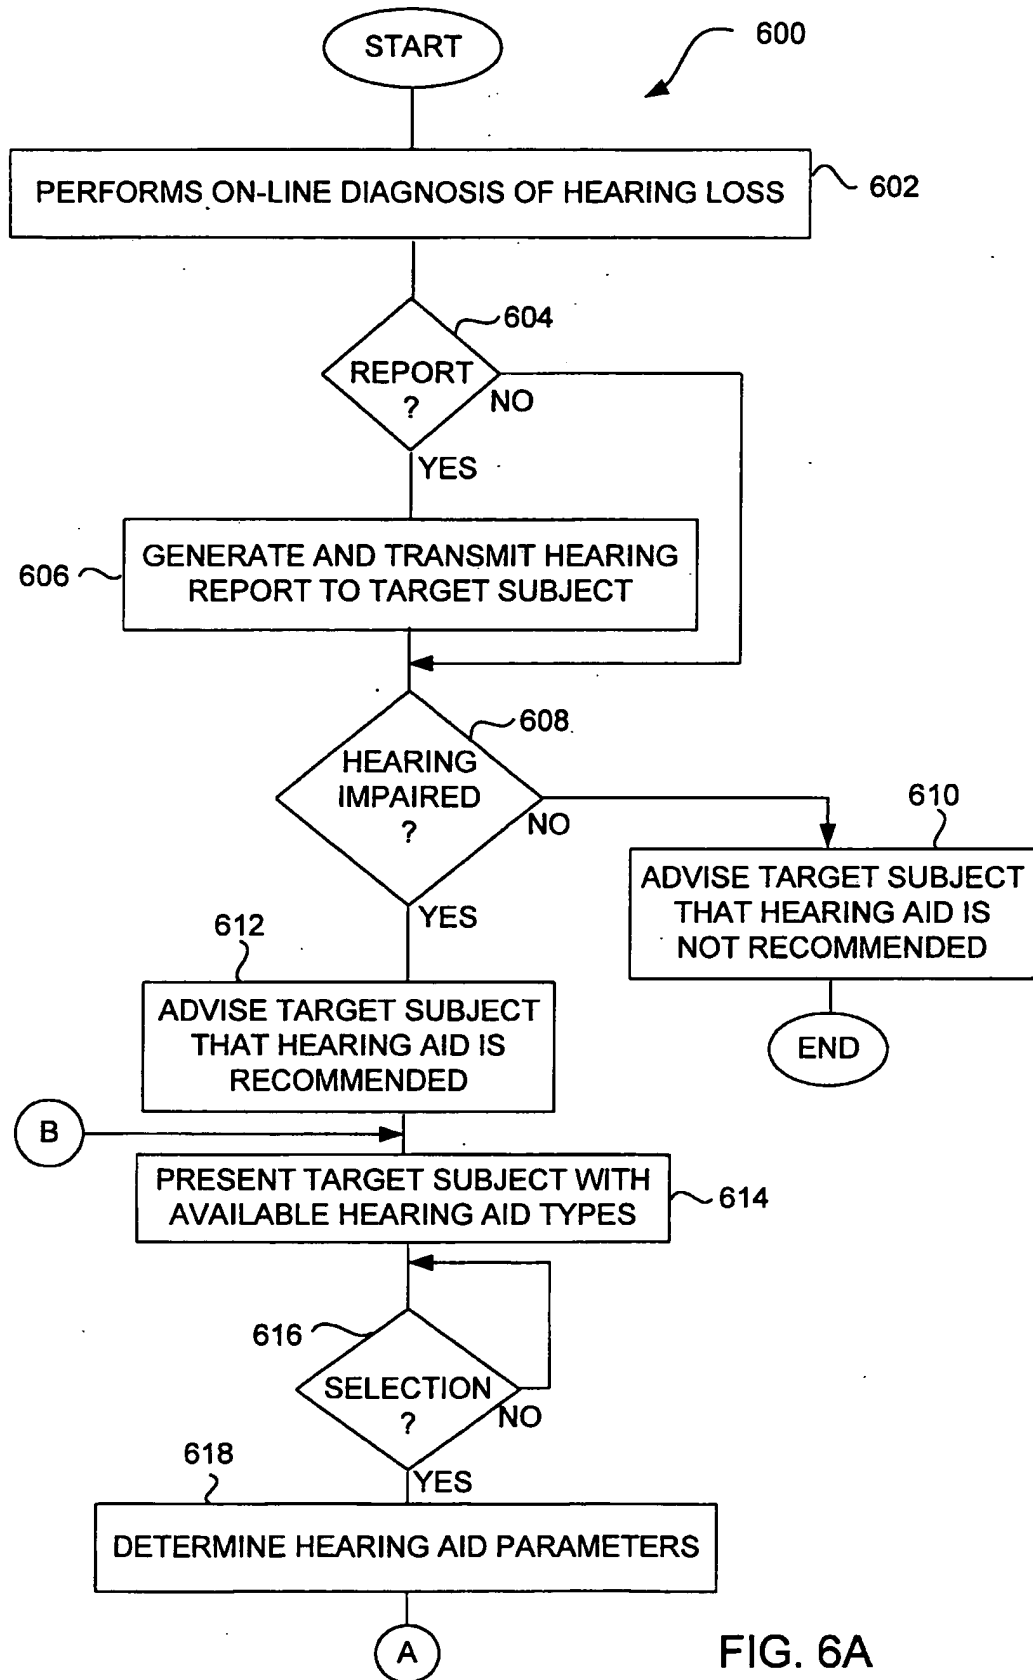 START
600
PERFORMS ON-LINE DIAGNOSIS OF HEARING LOSS
602
604
REPORT
?
NO
YES
606
GENERATE AND TRANSMIT HEARING
REPORT TO TARGET SUBJECT
608
HEARING
IMPAIRED
?
NO
YES
610
ADVISE TARGET SUBJECT
THAT HEARING AID IS
NOT RECOMMENDED
END
612
ADVISE TARGET SUBJECT
THAT HEARING AID IS
RECOMMENDED
B
PRESENT TARGET SUBJECT WITH
AVAILABLE HEARING AID TYPES
614
616
SELECTION
?
NO
YES
618
DETERMINE HEARING AID PARAMETERS
A
FIG. 6A